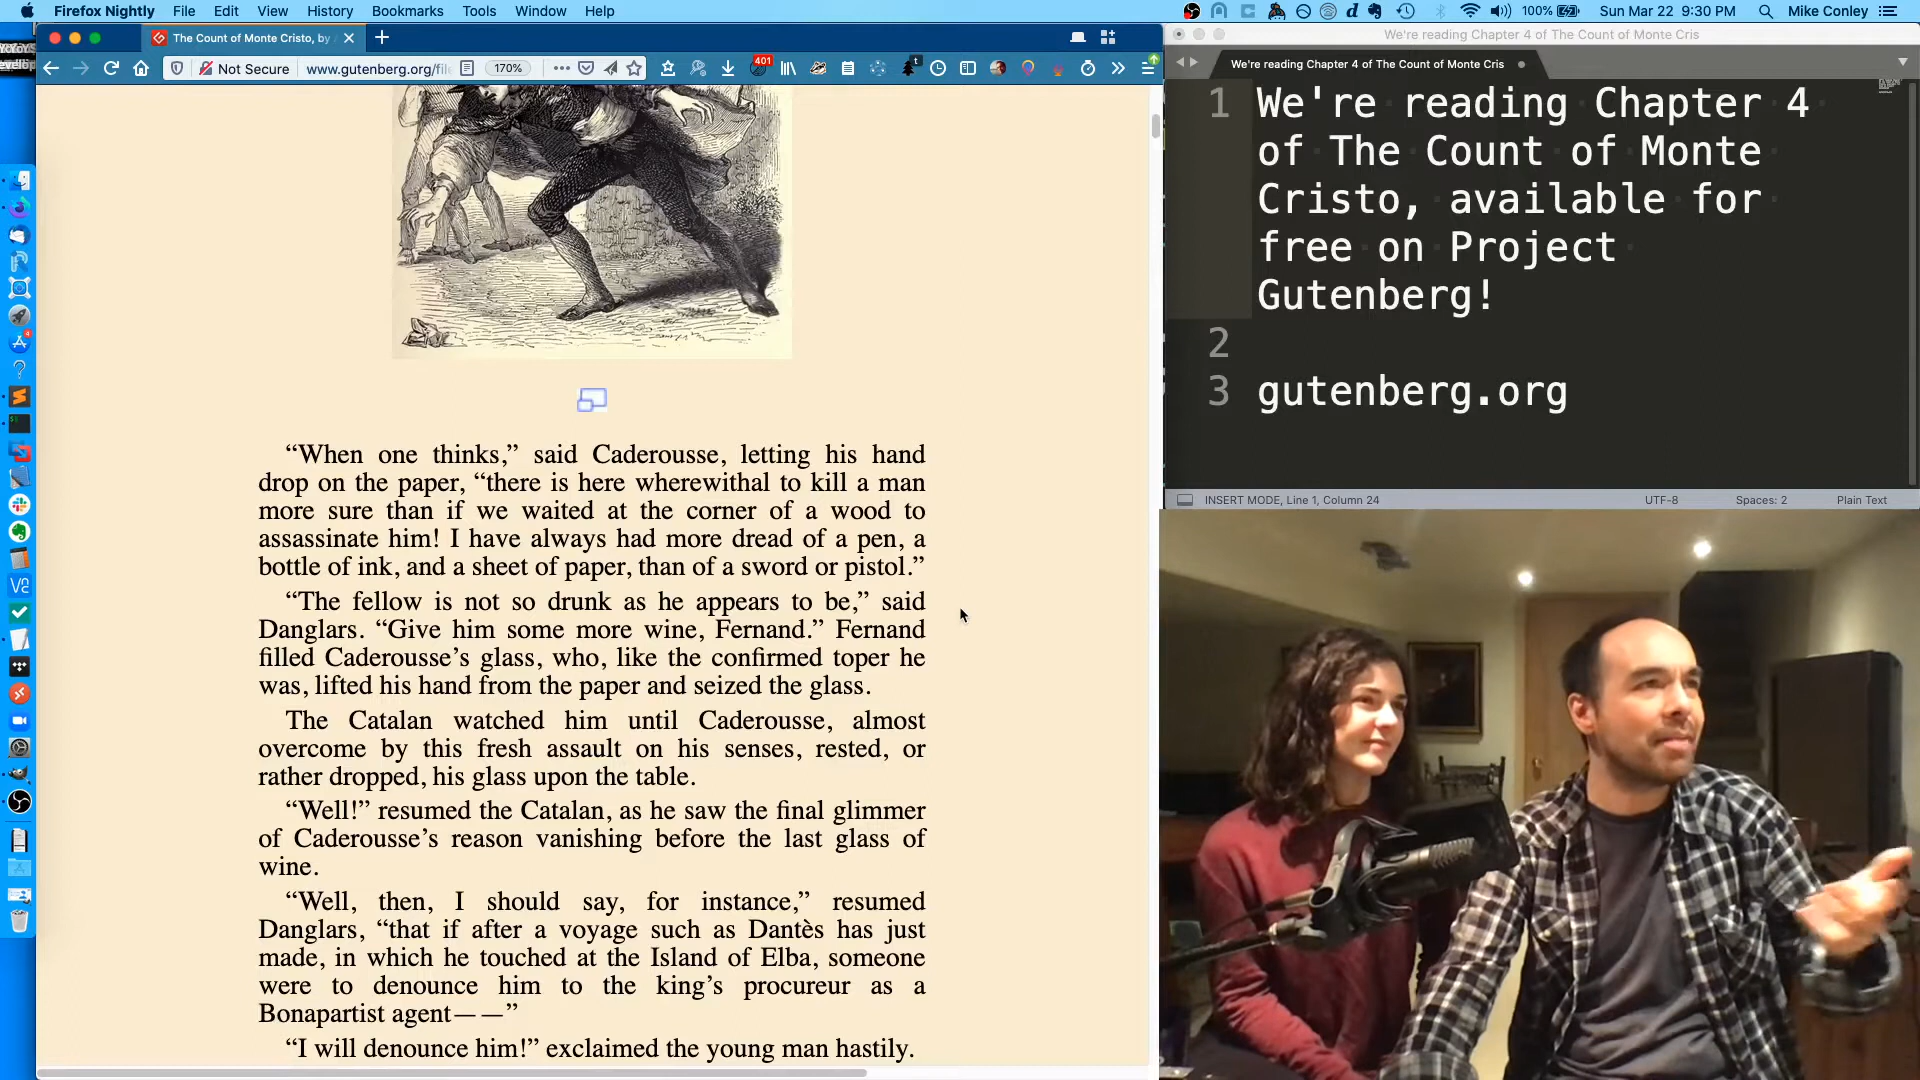 Firefox Nightly File Edit View History Bookmarks Tools Window Help
100% Sun Mar 22 9:30 PM Mike Conley
The Count of Monte Cristo, by
Not Secure www.gutenberg.org/file 170% 401
“When one thinks,” said Caderousse, letting his hand
drop on the paper, “there is here wherewithal to kill a man
more sure than if we waited at the corner of a wood to
assassinate him! I have always had more dread of a pen, a
bottle of ink, and a sheet of paper, than of a sword or pistol.”
“The fellow is not so drunk as he appears to be,” said
Danglars. “Give him some more wine, Fernand.” Fernand
filled Caderousse’s glass, who, like the confirmed toper he
was, lifted his hand from the paper and seized the glass.
The Catalan watched him until Caderousse, almost
overcome by this fresh assault on his senses, rested, or
rather dropped, his glass upon the table.
“Well!” resumed the Catalan, as he saw the final glimmer
of Caderousse’s reason vanishing before the last glass of
wine.
“Well, then, I should say, for instance,” resumed
Danglars, “that if after a voyage such as Dantès has just
made, in which he touched at the Island of Elba, someone
were to denounce him to the king’s procureur as a
Bonapartist agent——”
“I will denounce him!” exclaimed the young man hastily.
We're reading Chapter 4 of The Count of Monte Cris
We're reading Chapter 4 of The Count of Monte Cris
1 We're reading Chapter 4
of The Count of Monte
Cristo, available for
free on Project
Gutenberg!
2
3 gutenberg.org
INSERT MODE, Line 1, Column 24 UTF-8 Spaces: 2 Plain Text